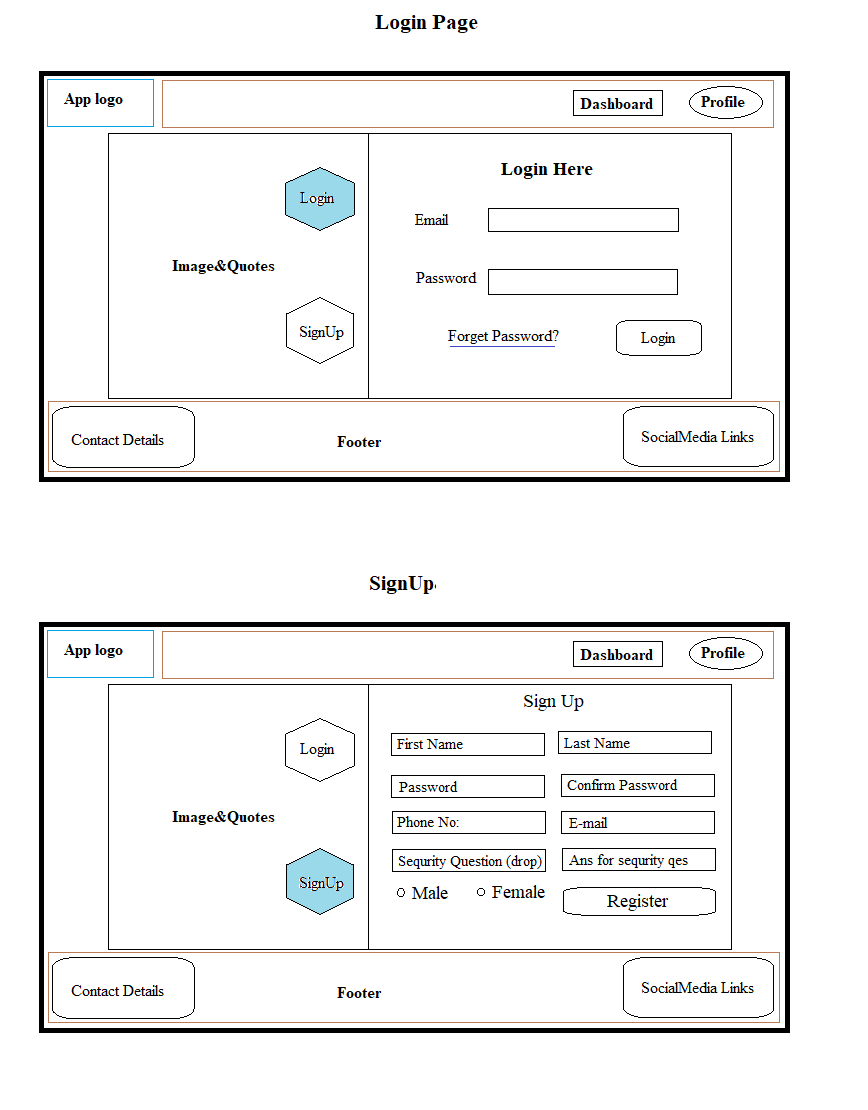 Login Page
App logo
Dashboard
Profile
Login
Image&Quotes
SignUp
Login Here
Email
Password
Forget Password?
Login
Contact Details
Footer
SocialMedia Links
SignUp
App logo
Dashboard
Profile
Login
Image&Quotes
SignUp
Sign Up
First Name
Last Name
Password
Confirm Password
Phone No:
E-mail
Sequrity Question (drop)
Ans for sequrity qes
Male
Female
Register
Contact Details
Footer
SocialMedia Links